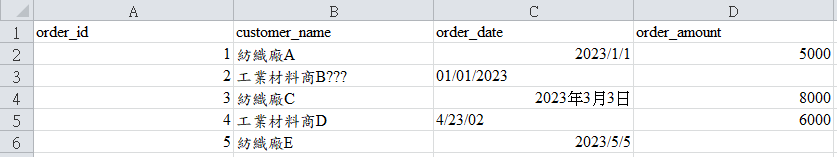 A B C D
1 order_id customer_name order_date order_amount
2 1 紡織廠A 2023/1/1 5000
3 2 工業材料商B??? 01/01/2023
4 3 紡織廠C 2023年3月3日 8000
5 4 工業材料商D 4/23/02 6000
6 5 紡織廠E 2023/5/5